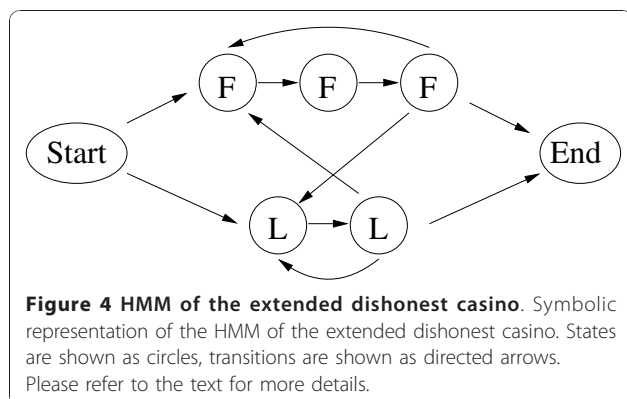 F F F
Start End
L L
Figure 4 HMM of the extended dishonest casino. Symbolic
representation of the HMM of the extended dishonest casino. States
are shown as circles, transitions are shown as directed arrows.
Please refer to the text for more details.